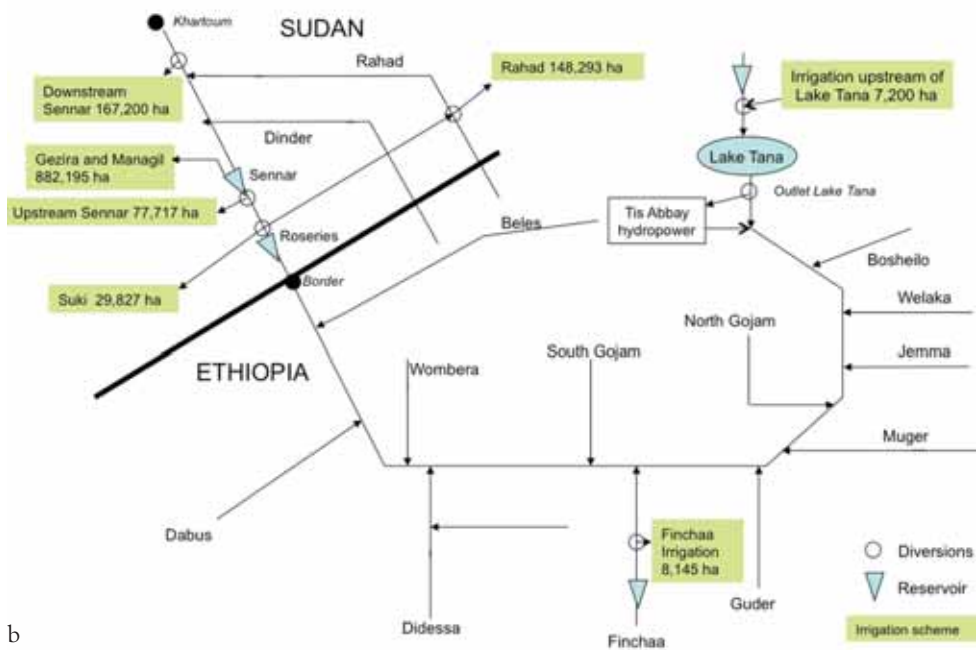 Khartoum
SUDAN
Rahad
Rahad 148,293 ha
Irrigation upstream of
Lake Tana 7,200 ha
Downstream
Sennar 167,200 ha
Dinder
Gezira and Managil
882,195 ha
Sennar
Lake Tana
Outlet Lake Tana
Upstream Sennar 77,717 ha
Roseries
Beles
Tis Abbay
hydropower
Bosheilo
Suki 29,827 ha
Border
Welaka
North Gojam
ETHIOPIA
Wombera
South Gojam
Jemma
Muger
Dabus
Finchaa
Irrigation
8,145 ha
Diversions
Reservoir
Guder
Didessa
Finchaa
Irrigation scheme
b